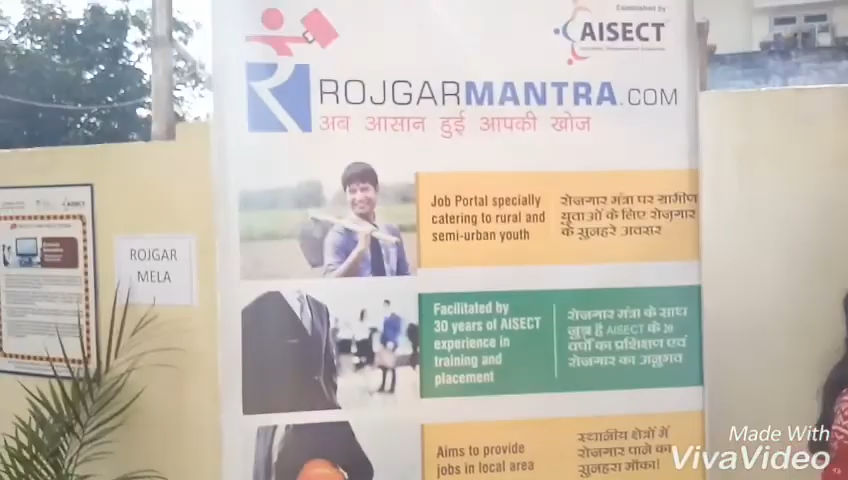 Established by
AISECT
ROJGARMANTRA.COM
अब आसान हुई आपकी खोज
AISECT
ROJGAR
MELA
Job Portal specially
catering to rural and
semi-urban youth
रोजगार मंत्रा पर ग्रामीण
युवाओं के लिए रोजगार
के सुनहरे अवसर
Facilitated by
30 years of AISECT
experience in
training and
placement
रोजगार मंत्रा के साथ
जुड़ा है AISECT के
वर्षों का प्रशिक्षण एवं
रोजगार का अनुभव
Aims to provide
jobs in local area
स्थानीय क्षेत्रों में
रोजगार पाने का
सुनहरा मौका!
Made With
VivaVideo